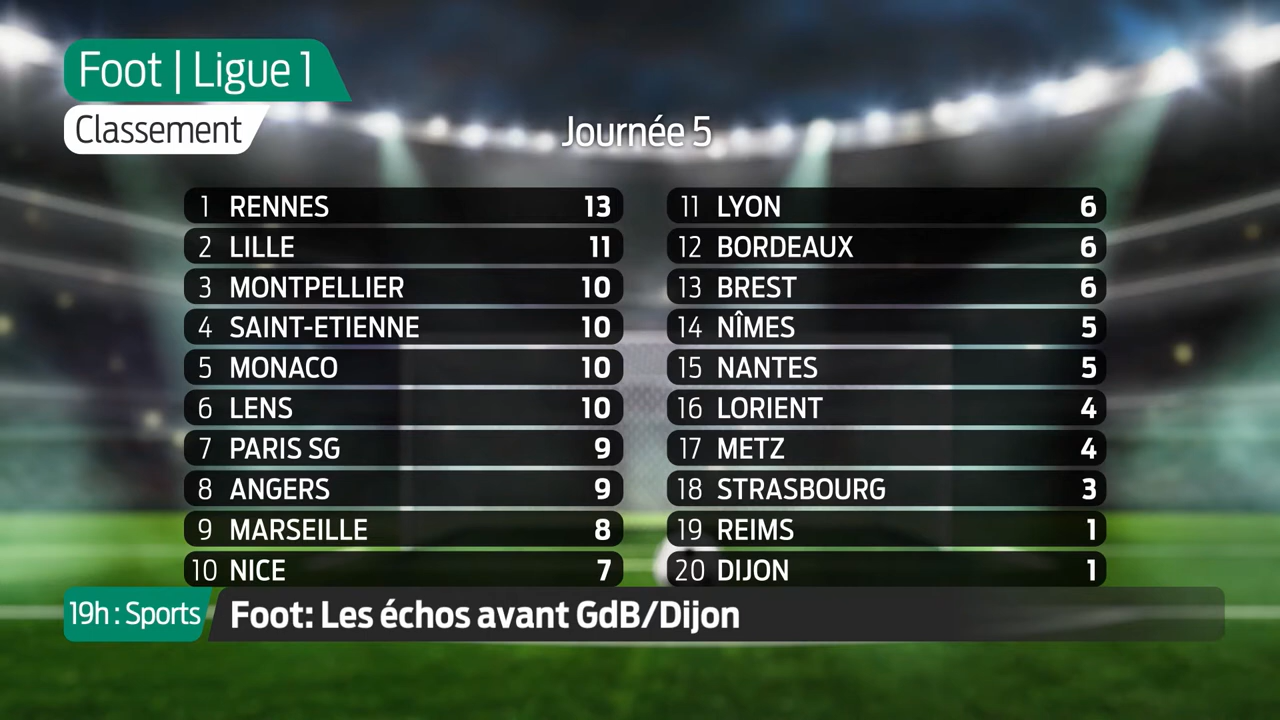 Foot | Ligue 1
Classement
Journée 5
1 RENNES 13
2 LILLE 11
3 MONTPELLIER 10
4 SAINT-ETIENNE 10
5 MONACO 10
6 LENS 10
7 PARIS SG 9
8 ANGERS 9
9 MARSEILLE 8
10 NICE 7
11 LYON 6
12 BORDEAUX 6
13 BREST 6
14 NÎMES 5
15 NANTES 5
16 LORIENT 4
17 METZ 4
18 STRASBOURG 3
19 REIMS 1
20 DIJON 1
19h : Sports
Foot: Les échos avant GdB/Dijon